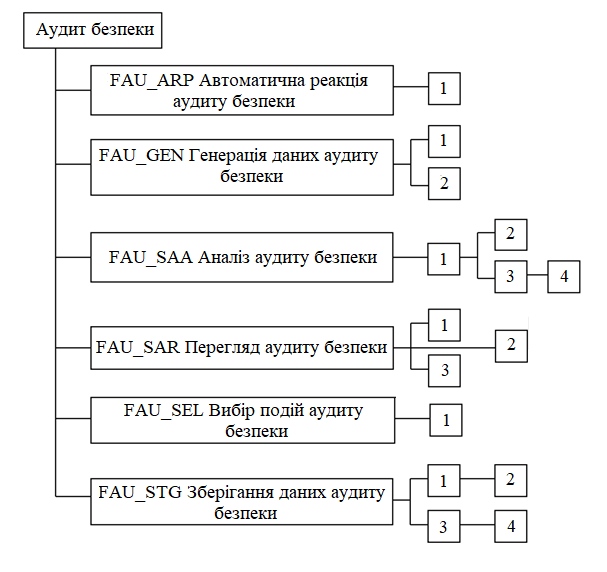 Аудит безпеки
FAU_ARP Автоматична реакція
аудиту безпеки
1
FAU_GEN Генерація даних аудиту
безпеки
1
2
FAU_SAA Аналіз аудиту безпеки
1
2
3
4
FAU_SAR Перегляд аудиту безпеки
1
2
3
FAU_SEL Вибір подій аудиту
безпеки
1
FAU_STG Зберігання даних аудиту
безпеки
1
2
3
4